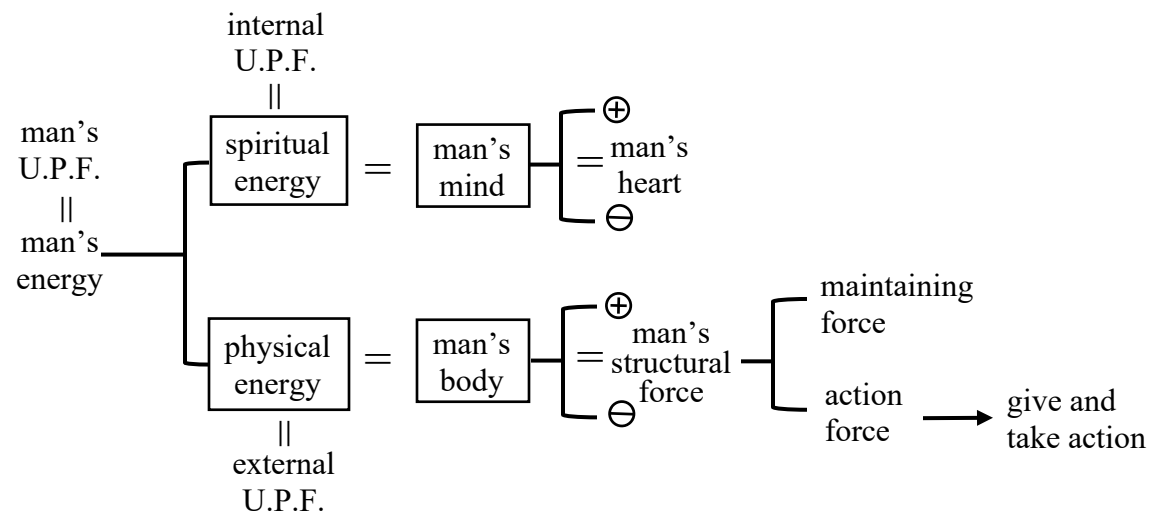 internal
U.P.F.
||
man’s
U.P.F.
||
man’s
energy
spiritual
energy
=
man’s
mind
⊕
= man’s
heart
⊖
physical
energy
=
man’s
body
⊕
= man’s
structural
force
⊖
maintaining
force
action
force
give and
take action
||
external
U.P.F.